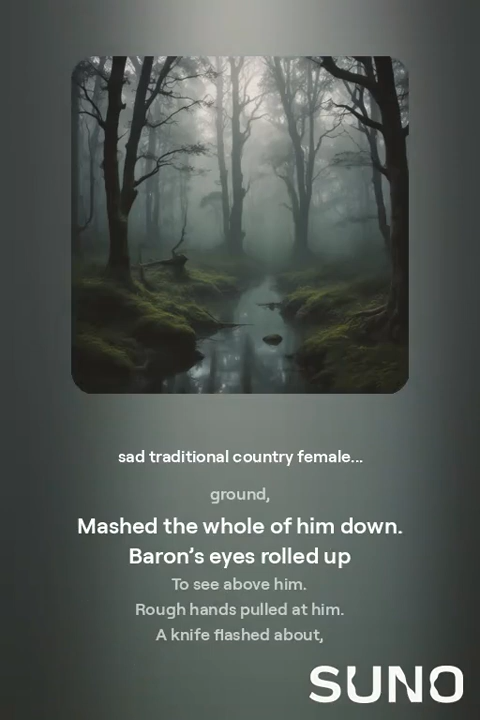 sad traditional country female...
ground,
Mashed the whole of him down.
Baron's eyes rolled up
To see above him.
Rough hands pulled at him.
A knife flashed about,
SUNO